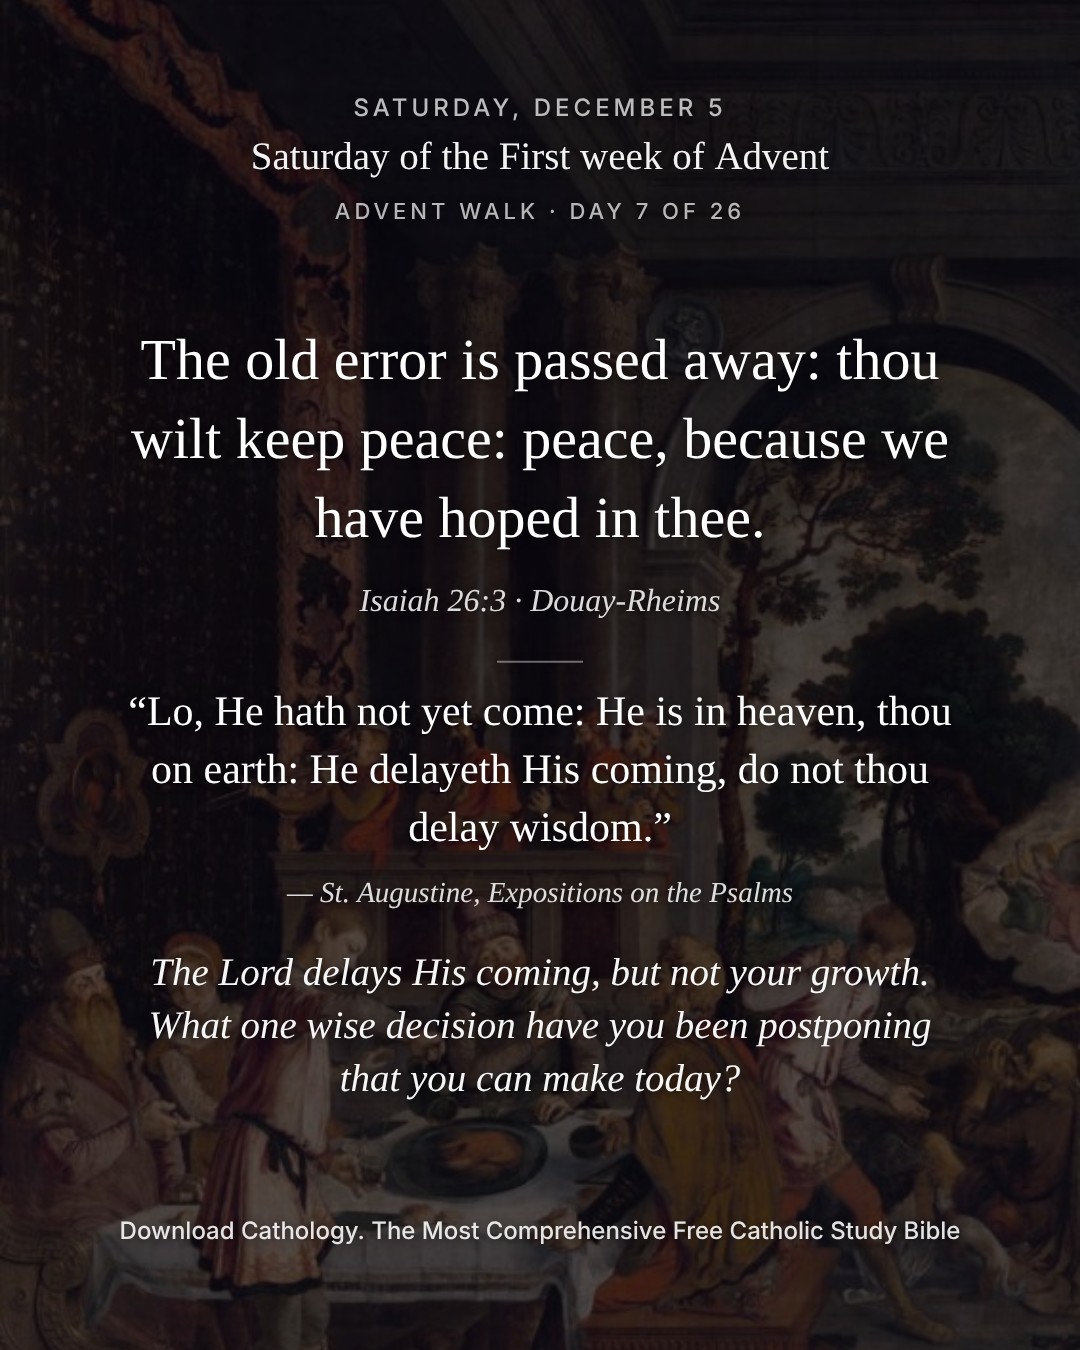 SATURDAY, DECEMBER 5
Saturday of the First week of Advent
ADVENT WALK · DAY 7 OF 26
The old error is passed away: thou
wilt keep peace: peace, because we
have hoped in thee.
Isaiah 26:3 · Douay-Rheims
“Lo, He hath not yet come: He is in heaven, thou
on earth: He delayeth His coming, do not thou
delay wisdom.”
— St. Augustine, Expositions on the Psalms
The Lord delays His coming, but not your growth.
What one wise decision have you been postponing
that you can make today?
Download Cathology. The Most Comprehensive Free Catholic Study Bible